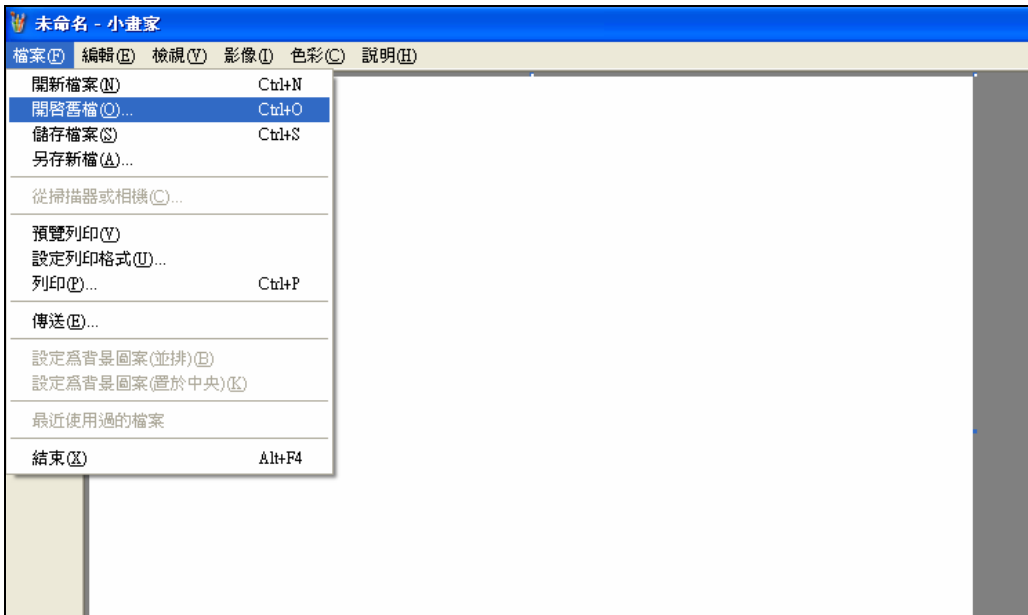 未命名 - 小畫家
檔案(F) 編輯(E) 檢視(V) 影像(I) 色彩(C) 說明(H)
開新檔案(N) Ctrl+N
開啓舊檔(O)... Ctrl+O
儲存檔案(S) Ctrl+S
另存新檔(A)...
從掃描器或相機(C)...
預覽列印(V)
設定列印格式(U)...
列印(P)... Ctrl+P
傳送(E)...
設定爲背景圖案(並排)(B)
設定爲背景圖案(置於中央)(K)
最近使用過的檔案
結束(X) Alt+F4